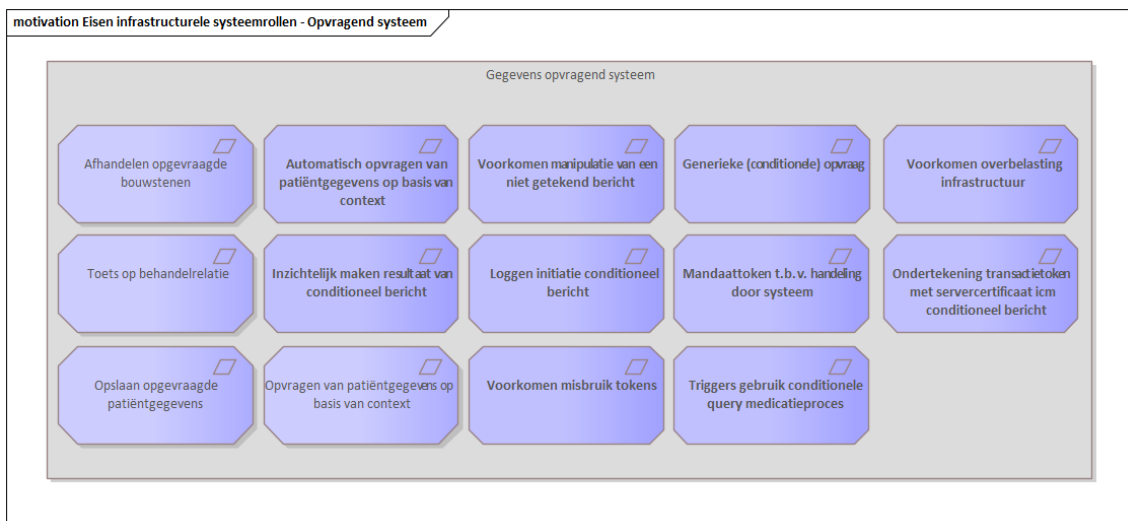 motivation Eisen infrastructurele systeemrollen - Opvragend systeem
Gegevens opvragend systeem
Afhandelen opgevraagde
bouwstenen
Automatisch opvragen van
patiëntgegevens op basis van
context
Voorkomen manipulatie van een
niet getekend bericht
Generieke (conditionele) opvraag
Voorkomen overbelasting
infrastructuur
Toets op behandelrelatie
Inzichtelijk maken resultaat van
conditioneel bericht
Loggen initiatie conditioneel
bericht
Mandaattoken t.b.v. handeling
door systeem
Ondertekening transactietoken
met servercertificaat icm
conditioneel bericht
Opslaan opgevraagde
patiëntgegevens
Opvragen van patiëntgegevens op
basis van context
Voorkomen misbruik tokens
Triggers gebruik conditionele
query medicatieproces